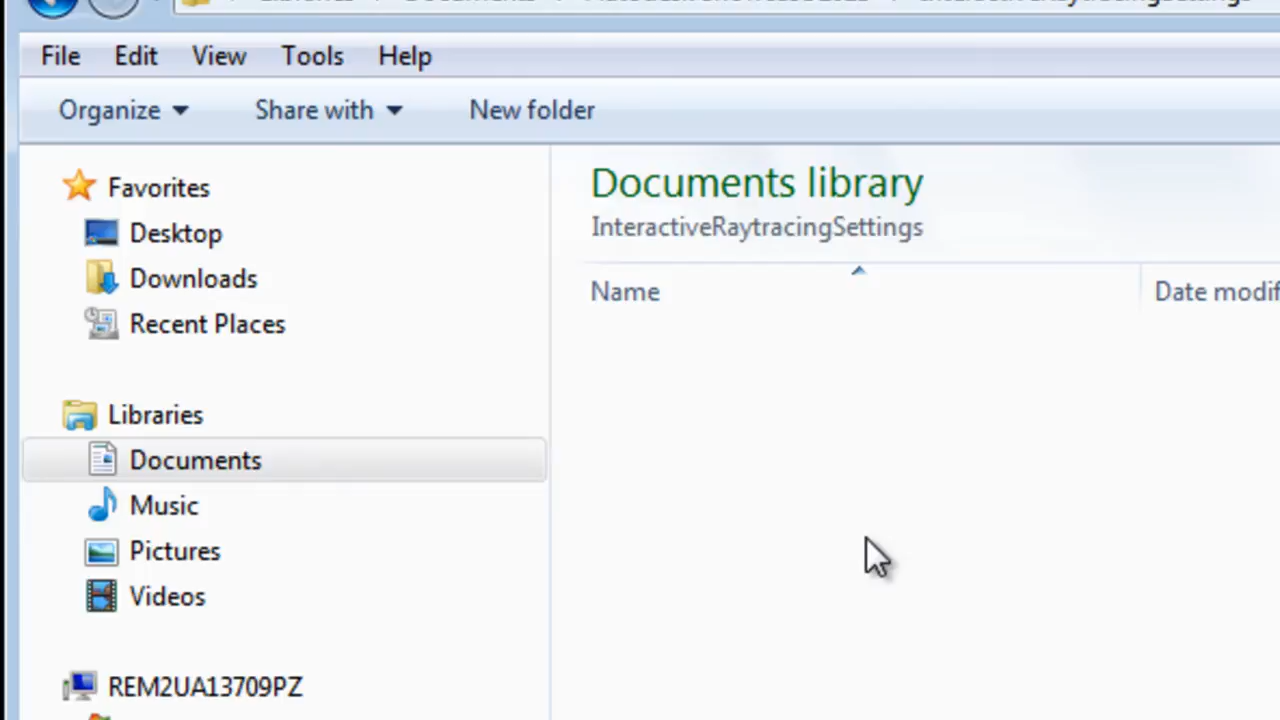 File Edit View Tools Help
Organize Share with New folder
Favorites
Desktop
Downloads
Recent Places
Libraries
Documents
Music
Pictures
Videos
REM2UA13709PZ
Documents library
InteractiveRaytracingSettings
Name Date modif